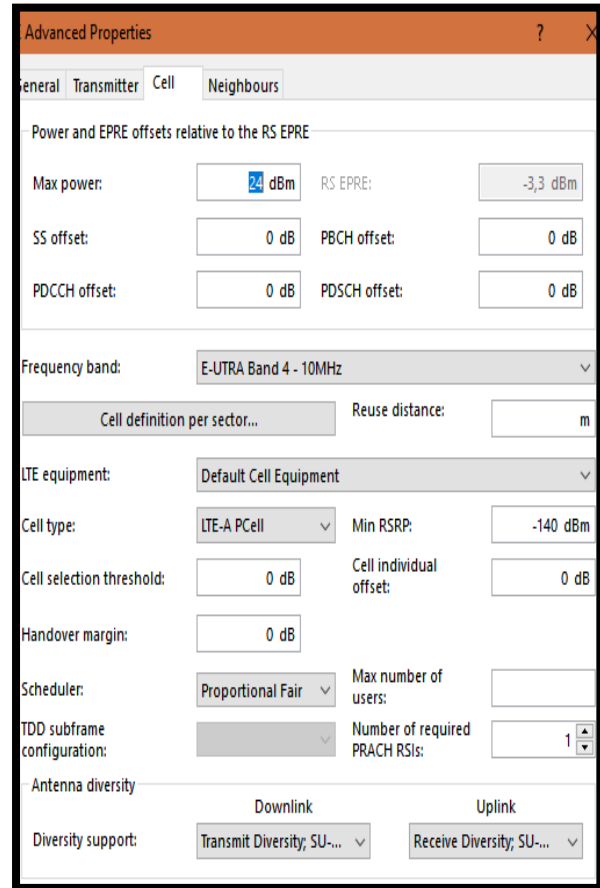 Advanced Properties ? X
General Transmitter Cell Neighbours
Power and EPRE offsets relative to the RS EPRE
Max power: 24 dBm RS EPRE: -3,3 dBm
SS offset: 0 dB PBCH offset: 0 dB
PDCCH offset: 0 dB PDSCH offset: 0 dB
Frequency band: E-UTRA Band 4 - 10MHz
Cell definition per sector... Reuse distance: m
LTE equipment: Default Cell Equipment
Cell type: LTE-A PCell Min RSRP: -140 dBm
Cell selection threshold: 0 dB Cell individual offset: 0 dB
Handover margin: 0 dB
Scheduler: Proportional Fair Max number of users:
TDD subframe configuration: Number of required PRACH RSIs: 1
Antenna diversity
Downlink Uplink
Diversity support: Transmit Diversity; SU-... Receive Diversity; SU-...